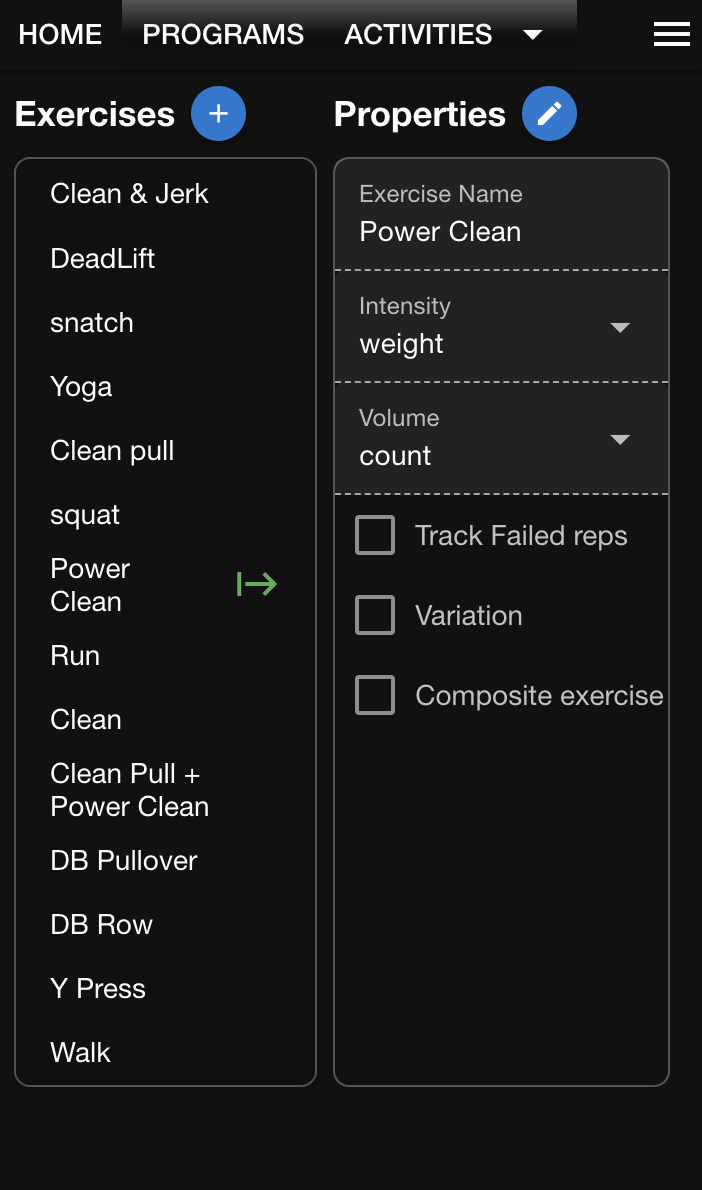 HOME PROGRAMS ACTIVITIES
Exercises
Clean & Jerk
DeadLift
snatch
Yoga
Clean pull
squat
Power
Clean
Run
Clean
Clean Pull +
Power Clean
DB Pullover
DB Row
Y Press
Walk
Properties
Exercise Name
Power Clean
Intensity
weight
Volume
count
Track Failed reps
Variation
Composite exercise